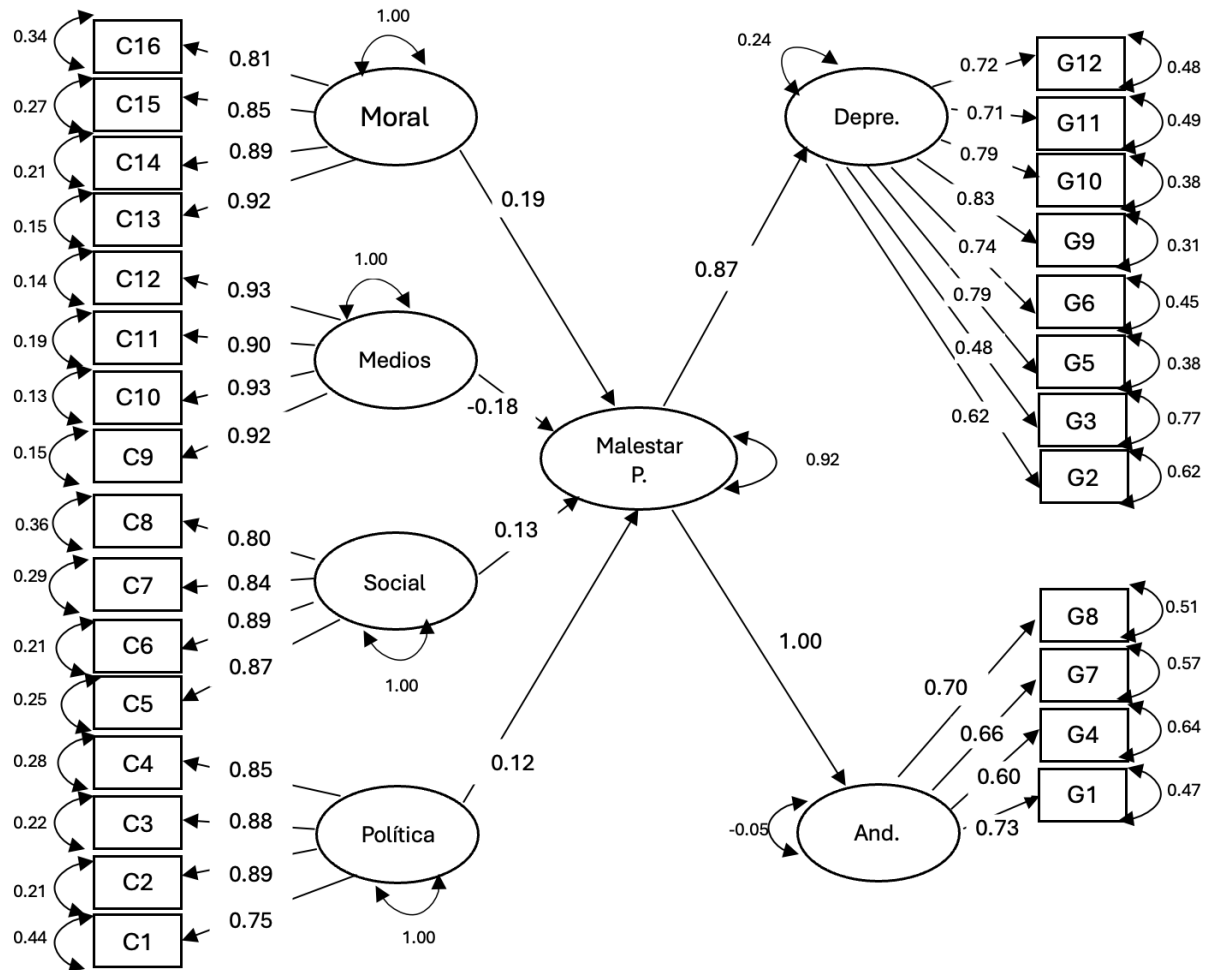 1.00
0.34
C16
0.81
0.27
C15
0.85
Moral
0.21
C14
0.89
0.15
C13
0.92
0.19
1.00
0.14
C12
0.93
0.19
C11
0.90
Medios
0.13
C10
0.93
-0.18
0.15
C9
0.92
0.36
C8
0.80
0.29
C7
0.84
Social
0.21
C6
0.89
0.13
0.25
C5
0.87
1.00
0.28
C4
0.85
0.12
0.22
C3
0.88
Política
0.21
C2
0.89
0.44
C1
0.75
1.00
Malestar
P.
0.92
0.87
1.00
0.24
Depre.
0.72
G12
0.48
0.71
G11
0.49
0.79
G10
0.38
0.83
G9
0.31
0.74
G6
0.45
0.79
G5
0.38
0.48
G3
0.77
0.62
G2
0.62
-0.05
And.
0.70
G8
0.51
0.66
G7
0.57
0.60
G4
0.64
0.73
G1
0.47